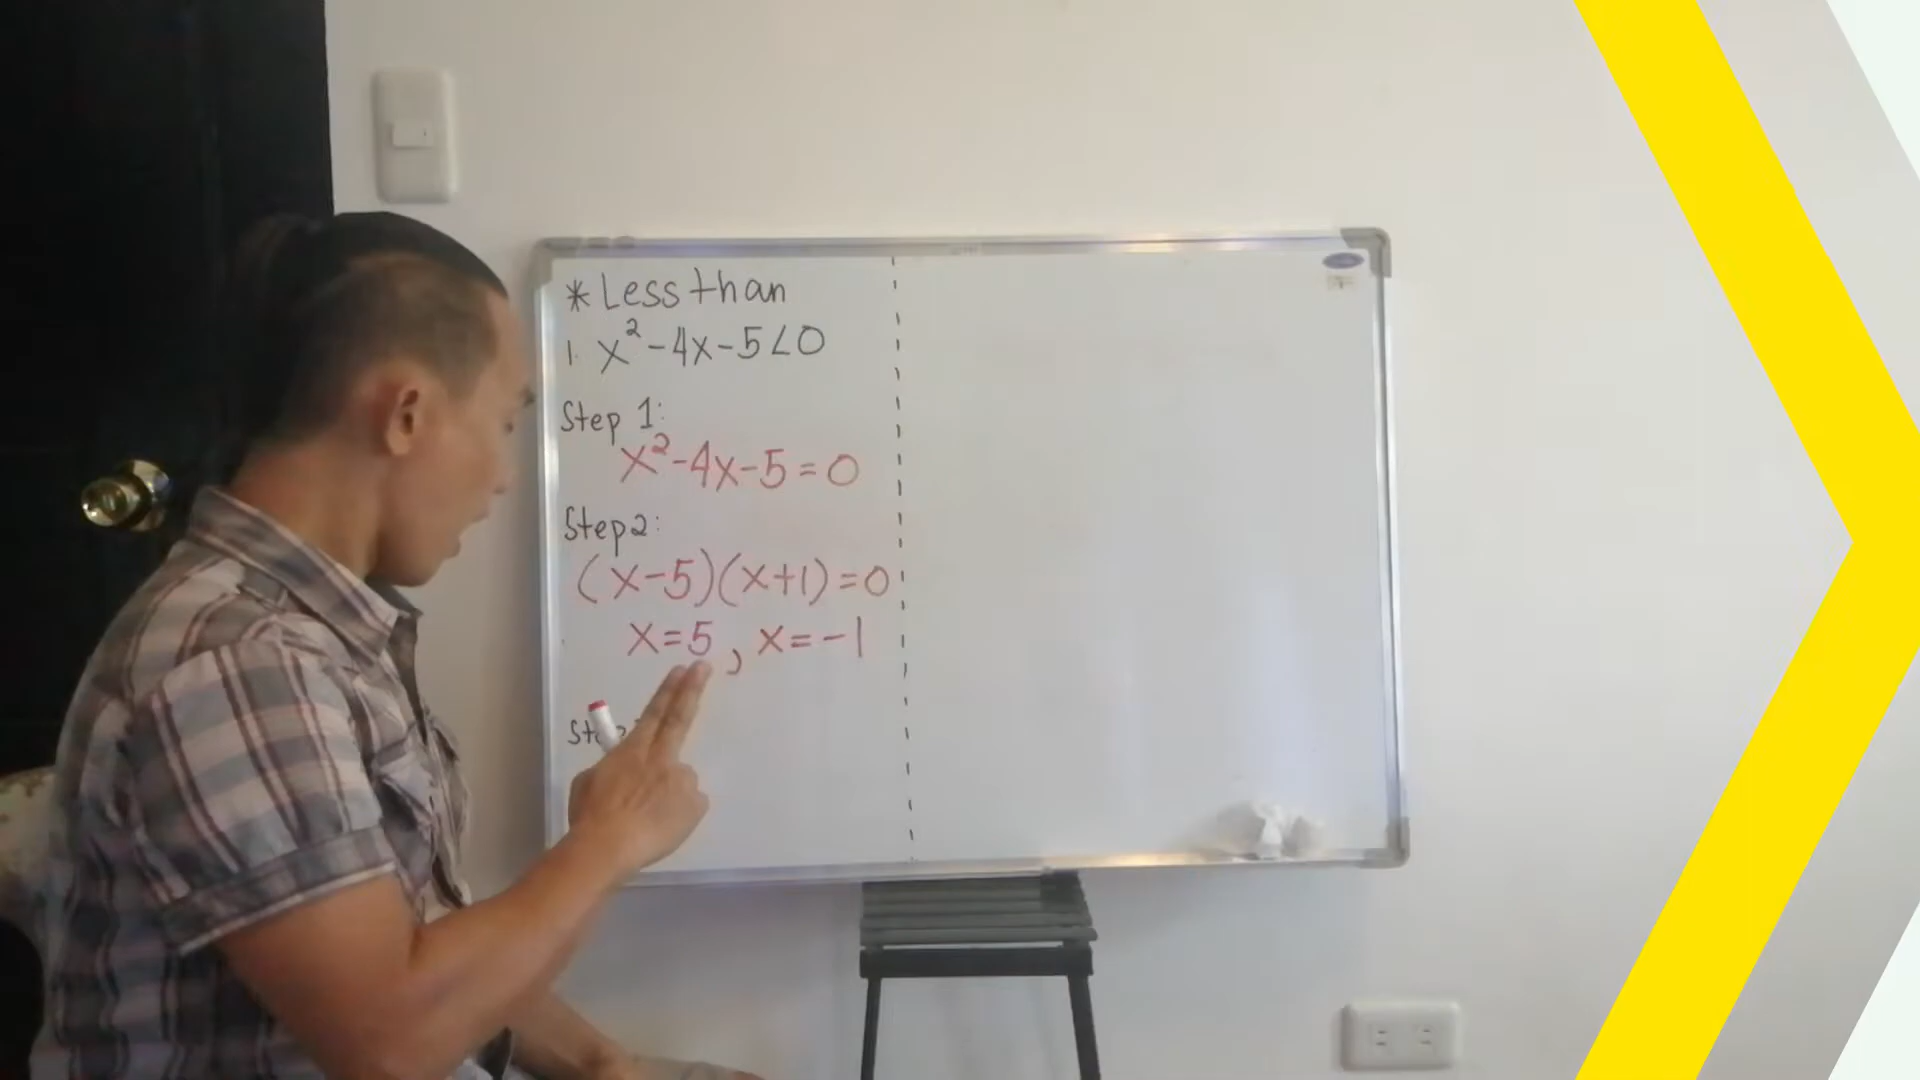 * Less than
1. x² - 4x - 5 < 0
Step 1:
x² - 4x - 5 = 0
Step 2:
(x - 5)(x + 1) = 0
x = 5, x = -1